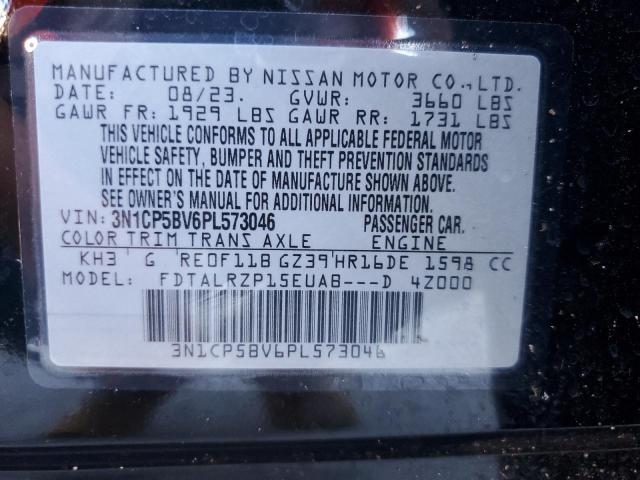 MANUFACTURED BY NISSAN MOTOR CO., LTD.
DATE: 08/23. GVWR: 3660 LBS
GAWR FR: 1929 LBS GAWR RR: 1731 LBS
THIS VEHICLE CONFORMS TO ALL APPLICABLE FEDERAL MOTOR
VEHICLE SAFETY, BUMPER AND THEFT PREVENTION STANDARDS
IN EFFECT ON THE DATE OF MANUFACTURE SHOWN ABOVE.
SEE OWNER'S MANUAL FOR ADDITIONAL INFORMATION.
VIN: 3N1CP5BV6PL573046 PASSENGER CAR.
COLOR TRIM TRANS AXLE ENGINE
KH3 G RE0F11B GZ39 HR16DE 1598 CC
MODEL: FDTALRZP15EUAB---D 4Z000
3N1CP5BV6PL573046